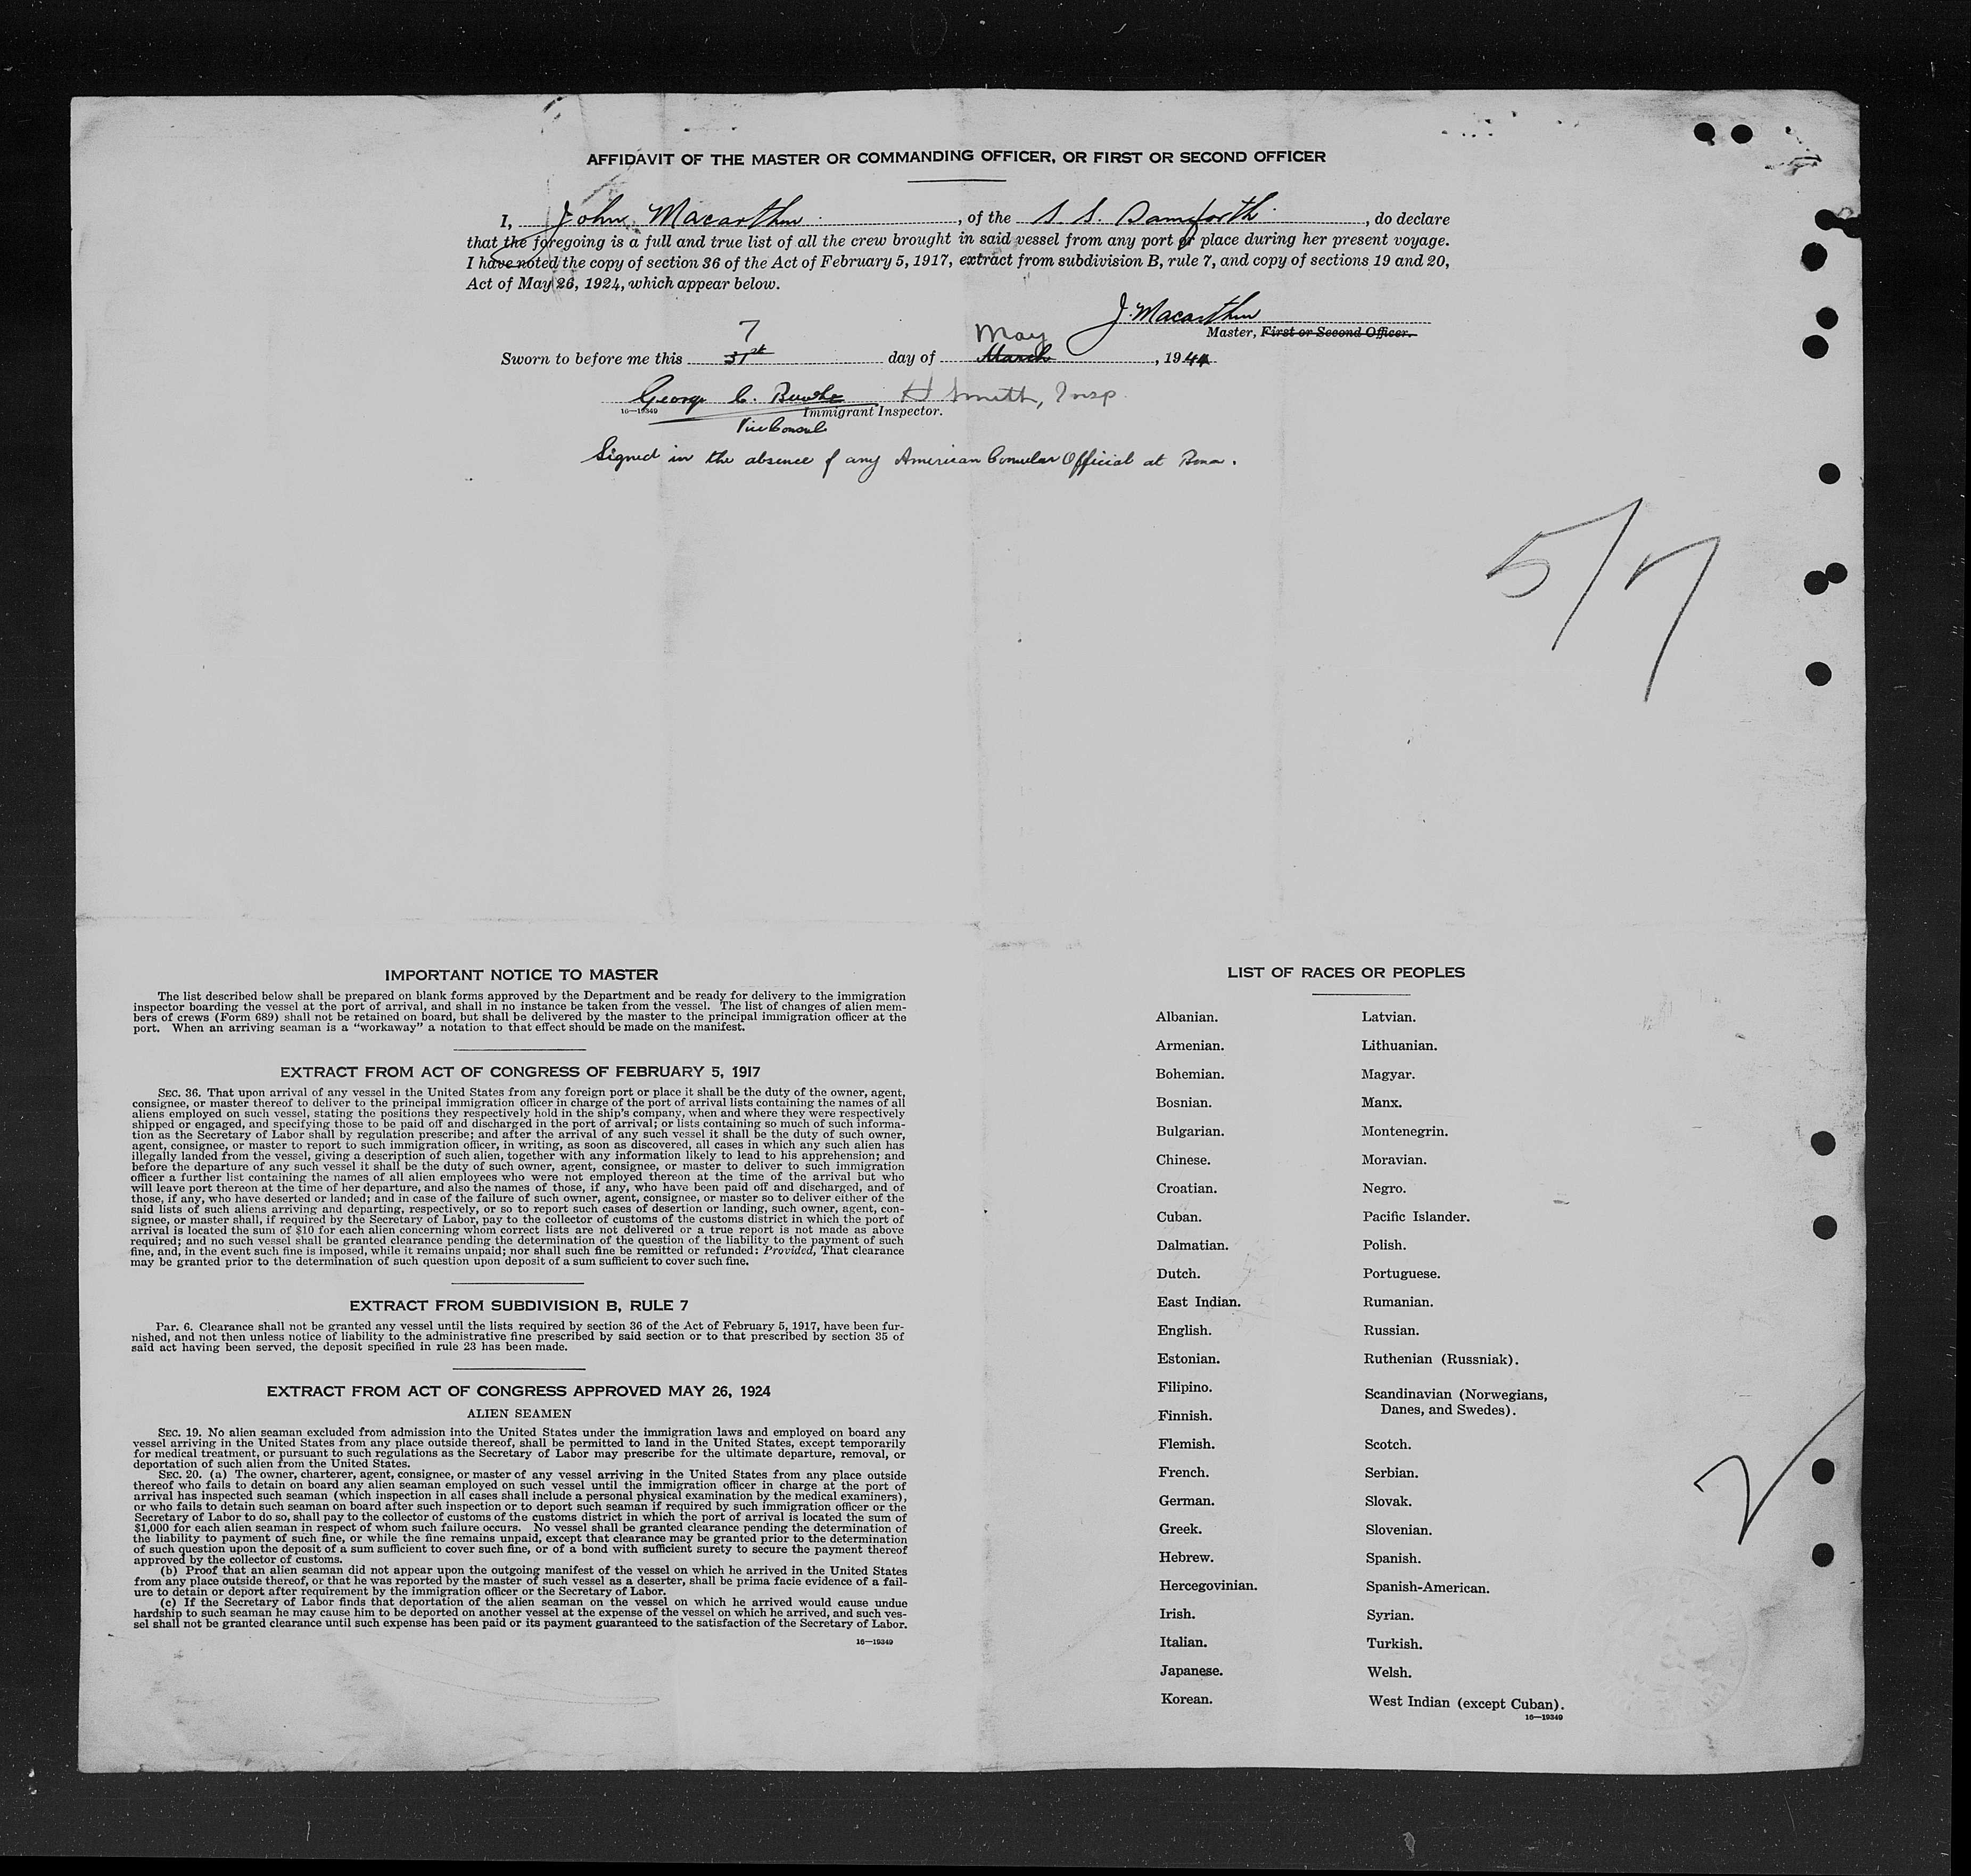 AFFIDAVIT OF THE MASTER OR COMMANDING OFFICER, OR FIRST OR SECOND OFFICER
I, John Macarthur, of the S. S. Samforth, do declare
that the foregoing is a full and true list of all the crew brought in said vessel from any port or place during her present voyage.
I have noted the copy of section 36 of the Act of February 5, 1917, extract from subdivision B, rule 7, and copy of sections 19 and 20,
Act of May 26, 1924, which appear below.
J. Macarthur
Master, First or Second Officer.
7 May
Sworn to before me this 31st day of March, 1944
George C. H Smith, Insp.
16—19349 Immigrant Inspector.
Vice Consul
Signed in the absence of any American Consular Official at Bona.
5/7
IMPORTANT NOTICE TO MASTER
The list described below shall be prepared on blank forms approved by the Department and be ready for delivery to the immigration
inspector boarding the vessel at the port of arrival, and shall in no instance be taken from the vessel. The list of changes of alien mem-
bers of crews (Form 689) shall not be retained on board, but shall be delivered by the master to the principal immigration officer at the
port. When an arriving seaman is a “workaway” a notation to that effect should be made on the manifest.
EXTRACT FROM ACT OF CONGRESS OF FEBRUARY 5, 1917
SEC. 36. That upon arrival of any vessel in the United States from any foreign port or place it shall be the duty of the owner, agent,
consignee, or master thereof to deliver to the principal immigration officer in charge of the port of arrival lists containing the names of all
aliens employed on such vessel, stating the positions they respectively hold in the ship's company, when and where they were respectively
shipped or engaged, and specifying those to be paid off and discharged in the port of arrival; or lists containing so much of such informa-
tion as the Secretary of Labor shall by regulation prescribe; and after the arrival of any such vessel it shall be the duty of such owner,
agent, consignee, or master to report to such immigration officer, in writing, as soon as discovered, all cases in which any such alien has
illegally landed from the vessel, giving a description of such alien, together with any information likely to lead to his apprehension; and
before the departure of any such vessel it shall be the duty of such owner, agent, consignee, or master to deliver to such immigration
officer a further list containing the names of all alien employees who were not employed thereon at the time of the arrival but who
will leave port thereon at the time of her departure, and also the names of those, if any, who have been paid off and discharged, and of
those, if any, who have deserted or landed; and in case of the failure of such owner, agent, consignee, or master so to deliver either of the
said lists of such aliens arriving and departing, respectively, or so to report such cases of desertion or landing, such owner, agent, con-
signee, or master shall, if required by the Secretary of Labor, pay to the collector of customs of the customs district in which the port of
arrival is located the sum of $10 for each alien concerning whom correct lists are not delivered or a true report is not made as above
required; and no such vessel shall be granted clearance pending the determination of the question of the liability to the payment of such
fine, and, in the event such fine is imposed, while it remains unpaid; nor shall such fine be remitted or refunded: Provided, That clearance
may be granted prior to the determination of such question upon deposit of a sum sufficient to cover such fine.
EXTRACT FROM SUBDIVISION B, RULE 7
Par. 6. Clearance shall not be granted any vessel until the lists required by section 36 of the Act of February 5, 1917, have been fur-
nished, and not then unless notice of liability to the administrative fine prescribed by said section or to that prescribed by section 35 of
said act having been served, the deposit specified in rule 23 has been made.
EXTRACT FROM ACT OF CONGRESS APPROVED MAY 26, 1924
ALIEN SEAMEN
SEC. 19. No alien seaman excluded from admission into the United States under the immigration laws and employed on board any
vessel arriving in the United States from any place outside thereof, shall be permitted to land in the United States, except temporarily
for medical treatment, or pursuant to such regulations as the Secretary of Labor may prescribe for the ultimate departure, removal, or
deportation of such alien from the United States.
SEC. 20. (a) The owner, charterer, agent, consignee, or master of any vessel arriving in the United States from any place outside
thereof who fails to detain on board any alien seaman employed on such vessel until the immigration officer in charge at the port of
arrival has inspected such seaman (which inspection in all cases shall include a personal physical examination by the medical examiners),
or who fails to detain such seaman on board after such inspection or to deport such seaman if required by such immigration officer or the
Secretary of Labor to do so, shall pay to the collector of customs of the customs district in which the port of arrival is located the sum of
$1,000 for each alien seaman in respect of whom such failure occurs. No vessel shall be granted clearance pending the determination of
the liability to payment of such fine, or while the fine remains unpaid, except that clearance may be granted prior to the determination
of such question upon the deposit of a sum sufficient to cover such fine, or of a bond with sufficient surety to secure the payment thereof
approved by the collector of customs.
(b) Proof that an alien seaman did not appear upon the outgoing manifest of the vessel on which he arrived in the United States
from any place outside thereof, or that he was reported by the master of such vessel as a deserter, shall be prima facie evidence of a fail-
ure to detain or deport after requirement by the immigration officer or the Secretary of Labor.
(c) If the Secretary of Labor finds that deportation of the alien seaman on the vessel on which he arrived would cause undue
hardship to such seaman he may cause him to be deported on another vessel at the expense of the vessel on which he arrived, and such ves-
sel shall not be granted clearance until such expense has been paid or its payment guaranteed to the satisfaction of the Secretary of Labor.
16—19349
LIST OF RACES OR PEOPLES
Albanian. Latvian.
Armenian. Lithuanian.
Bohemian. Magyar.
Bosnian. Manx.
Bulgarian. Montenegrin.
Chinese. Moravian.
Croatian. Negro.
Cuban. Pacific Islander.
Dalmatian. Polish.
Dutch. Portuguese.
East Indian. Rumanian.
English. Russian.
Estonian. Ruthenian (Russniak).
Filipino. Scandinavian (Norwegians,
Danes, and Swedes).
Finnish.
Flemish. Scotch.
French. Serbian.
German. Slovak.
Greek. Slovenian.
Hebrew. Spanish.
Hercegovinian. Spanish-American.
Irish. Syrian.
Italian. Turkish.
Japanese. Welsh.
Korean. West Indian (except Cuban).
16—19349